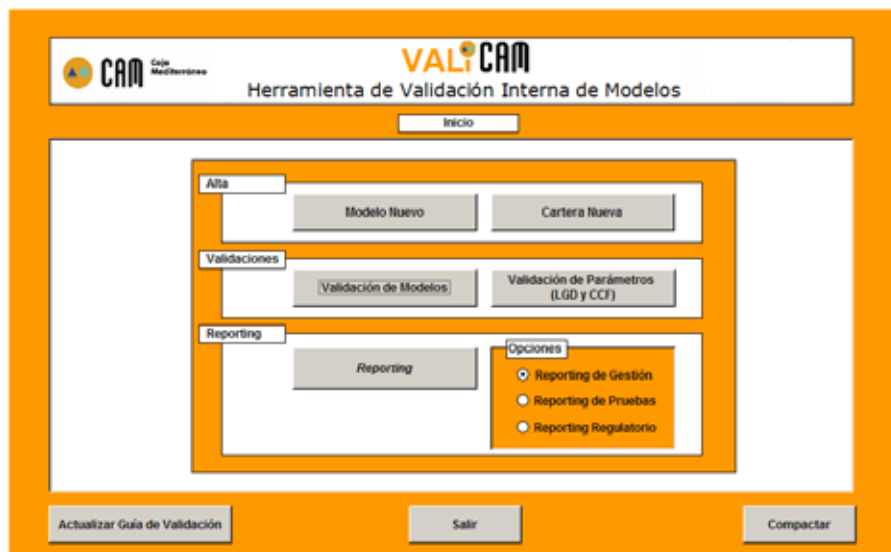 CAM Caja Mediterráneo
VALiCAM
Herramienta de Validación Interna de Modelos
Inicio
Alta
Modelo Nuevo
Cartera Nueva
Validaciones
Validación de Modelos
Validación de Parámetros
(LGD y CCF)
Reporting
Reporting
Opciones
Reporting de Gestión
Reporting de Pruebas
Reporting Regulatorio
Actualizar Guía de Validación
Salir
Compactar